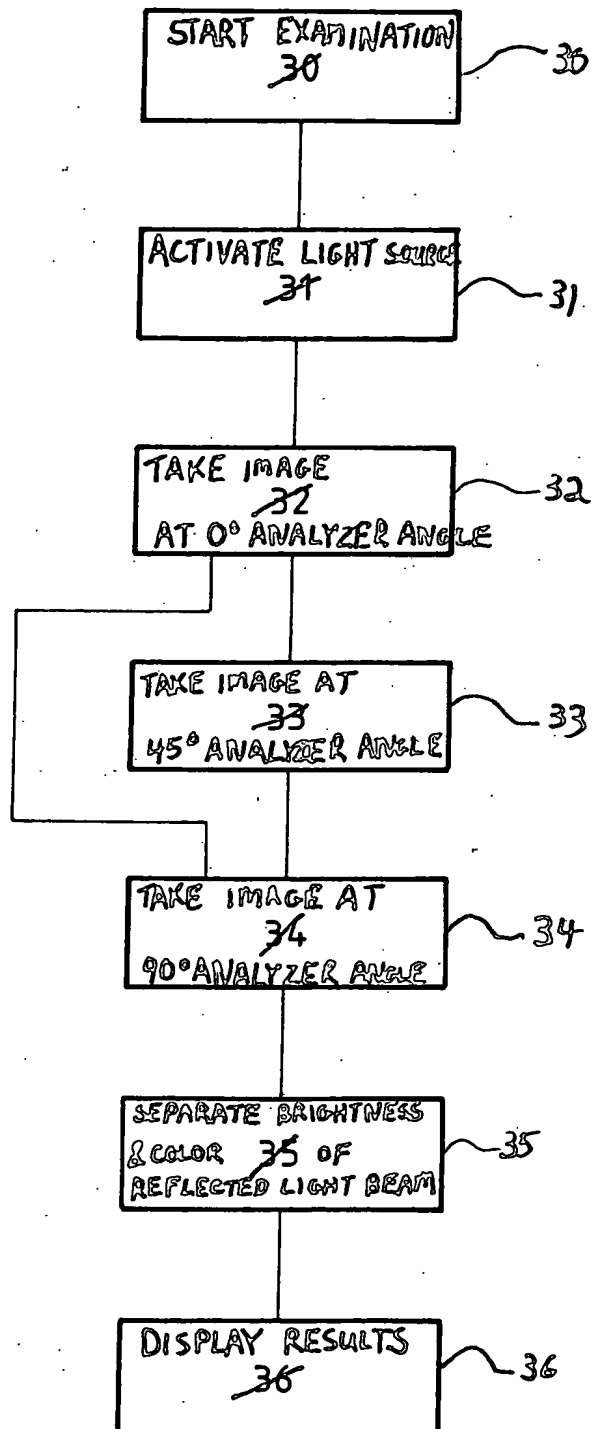 START EXAMINATION
30
30
ACTIVATE LIGHT SOURCE
31
31
TAKE IMAGE
32
AT 0° ANALYZER ANGLE
32
TAKE IMAGE AT
33
45° ANALYZER ANGLE
33
TAKE IMAGE AT
34
90° ANALYZER ANGLE
34
SEPARATE BRIGHTNESS
& COLOR 35 OF
REFLECTED LIGHT BEAM
35
DISPLAY RESULTS
36
36